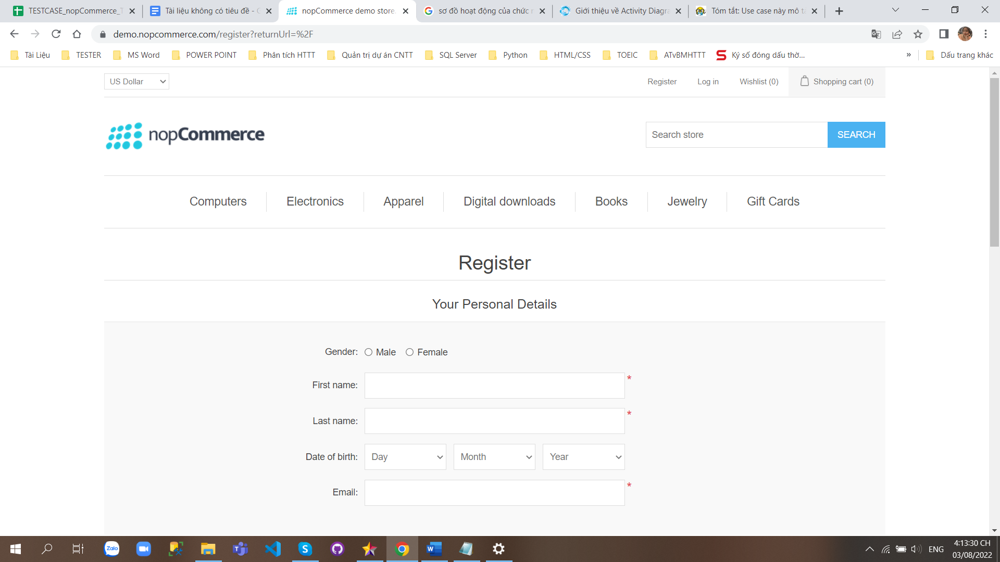 TESTCASE_nopCommerce_T
Tài liệu không có tiêu đề - G
nopCommerce demo store.
sơ đồ hoạt động của chức n
Giới thiệu về Activity Diagra
Tóm tắt: Use case này mô tả
demo.nopcommerce.com/register?returnUrl=%2F
Tài Liệu
TESTER
MS Word
POWER POINT
Phân tích HTTT
Quản trị dự án CNTT
SQL Server
Python
HTML/CSS
TOEIC
ATvBMHTTT
Ký số đóng dấu thờ...
»
Dấu trang khác
US Dollar
Register
Log in
Wishlist (0)
Shopping cart (0)
nopCommerce
Search store
SEARCH
Computers
Electronics
Apparel
Digital downloads
Books
Jewelry
Gift Cards
Register
Your Personal Details
Gender:
Male
Female
First name:
*
Last name:
*
Date of birth:
Day
Month
Year
Email:
*
Zalo
ENG
4:13:30 CH
03/08/2022